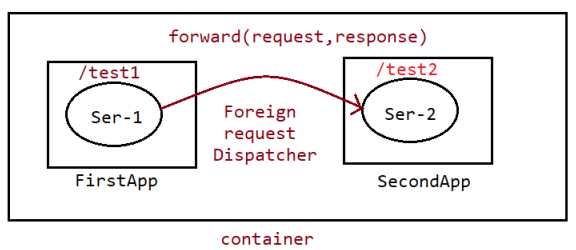 forward(request,response)
/test1
/test2
Ser-1
Ser-2
Foreign
request
Dispatcher
FirstApp
SecondApp
container